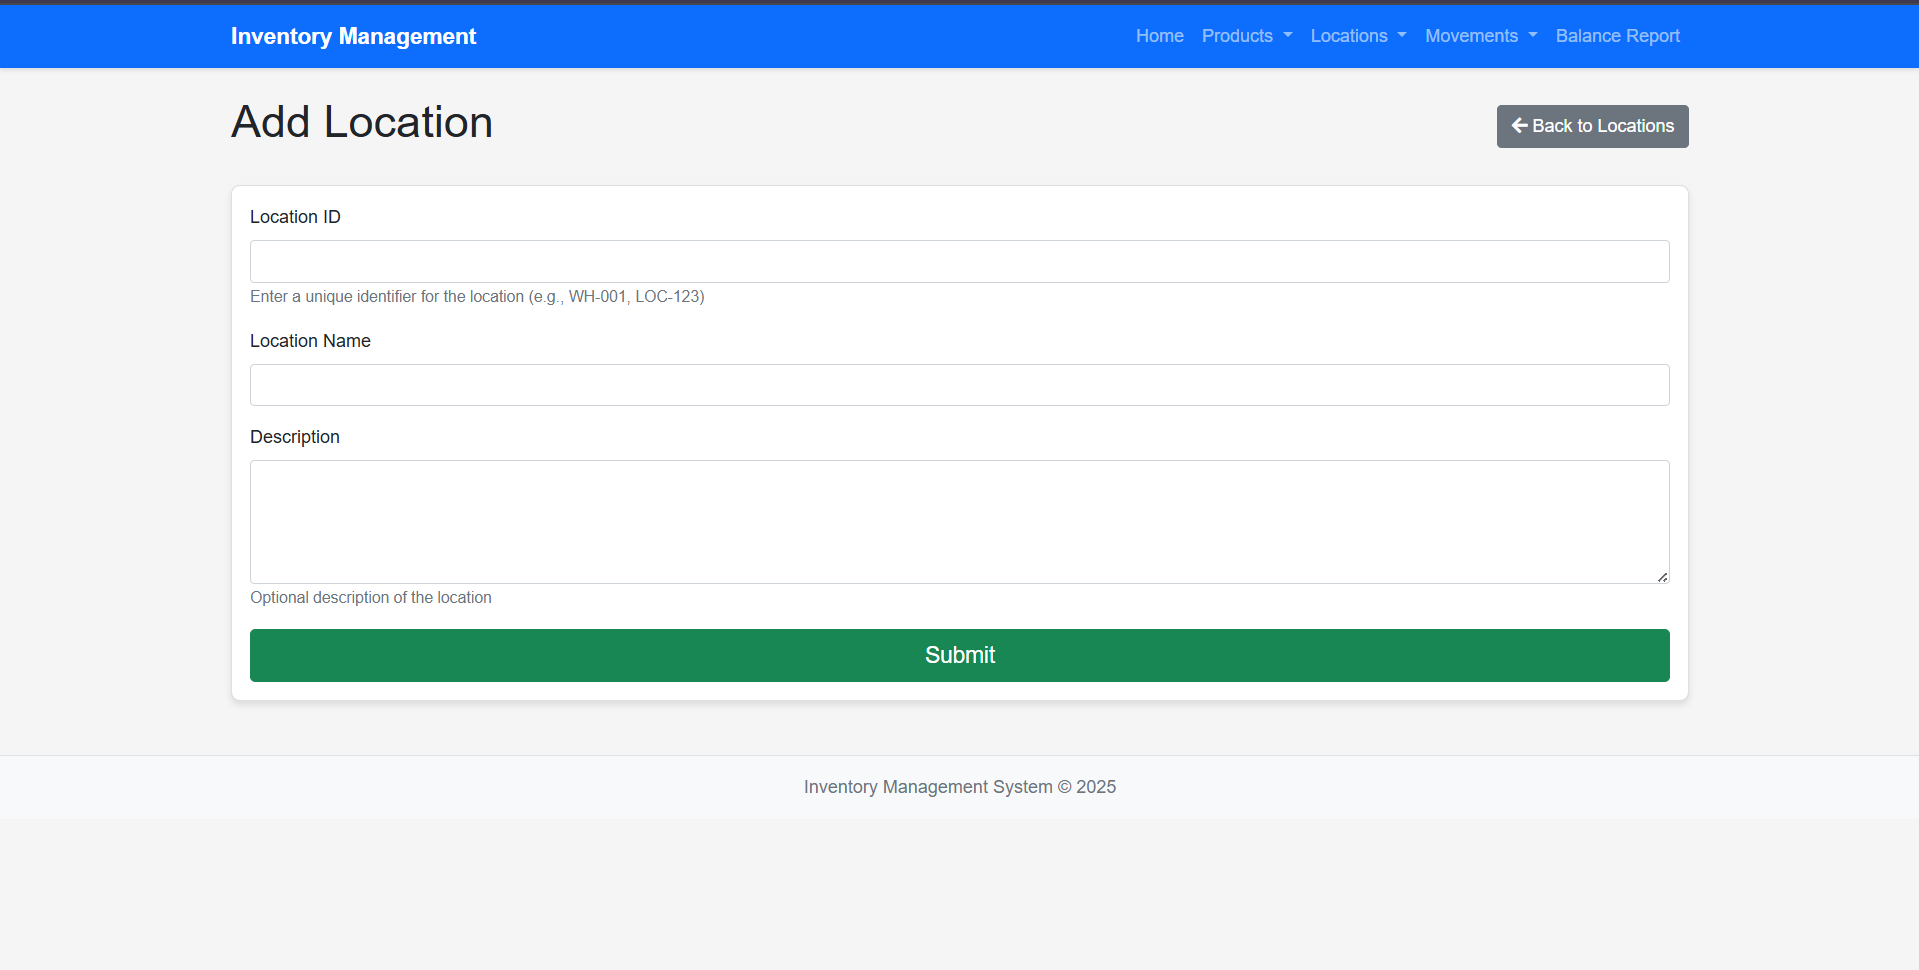 Inventory Management
Home Products Locations Movements Balance Report
Add Location
Back to Locations
Location ID
Enter a unique identifier for the location (e.g., WH-001, LOC-123)
Location Name
Description
Optional description of the location
Submit
Inventory Management System © 2025